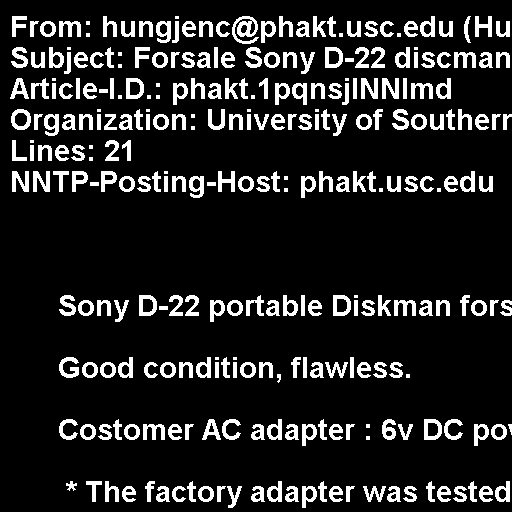 From: hungjenc@phakt.usc.edu (Hu
Subject: Forsale Sony D-22 discman
Article-I.D.: phakt.1pqnsjINNlmd
Organization: University of Southern
Lines: 21
NNTP-Posting-Host: phakt.usc.edu
Sony D-22 portable Diskman fors
Good condition, flawless.
Costomer AC adapter : 6v DC pov
* The factory adapter was tested